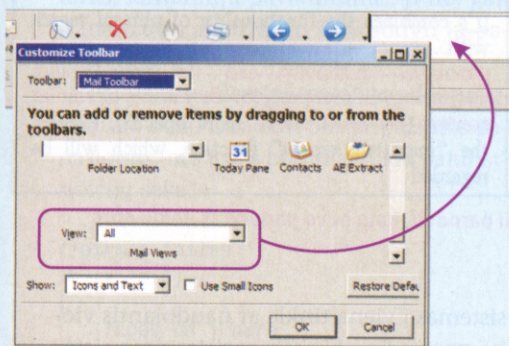 Customize Toolbar
Toolbar: Mail Toolbar
You can add or remove items by dragging to or from the
toolbars.
31
Folder Location Today Pane Contacts AE Extract
View: All
Mail Views
Show: Icons and Text Use Small Icons Restore Defau
OK Cancel